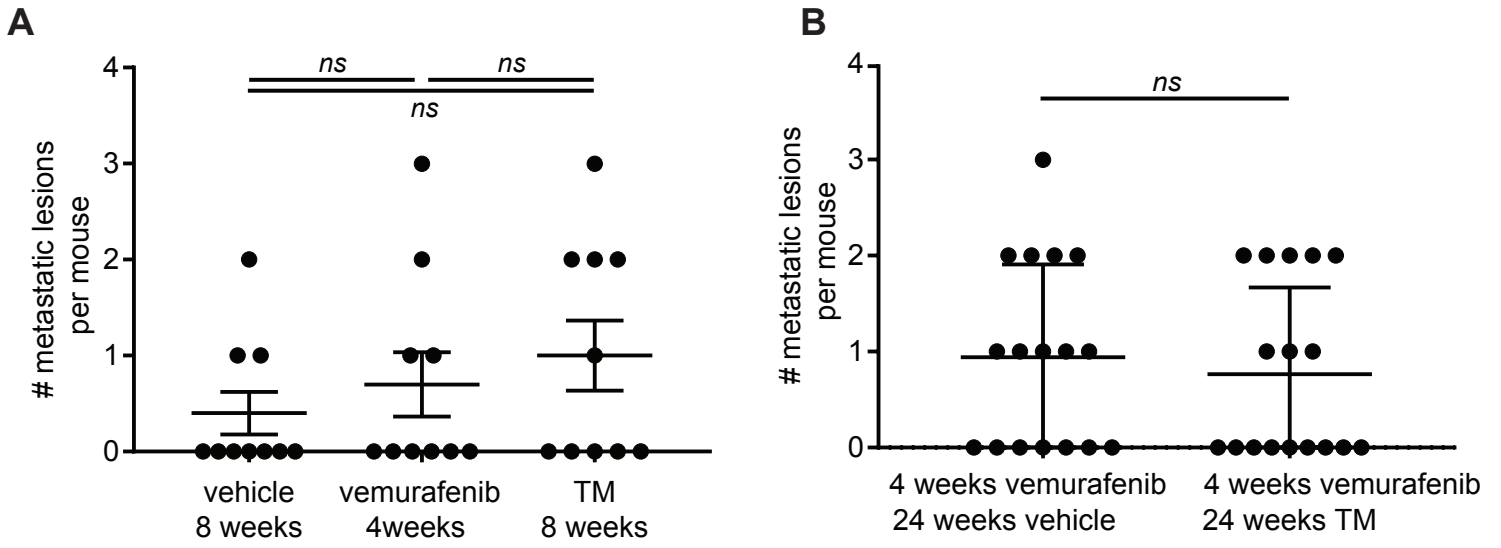 A
# metastatic lesions
per mouse
4
3
2
1
0
ns
ns
ns
vehicle
8 weeks
vemurafenib
4weeks
TM
8 weeks
B
# metastatic lesions
per mouse
4
3
2
1
0
ns
4 weeks vemurafenib
24 weeks vehicle
4 weeks vemurafenib
24 weeks TM